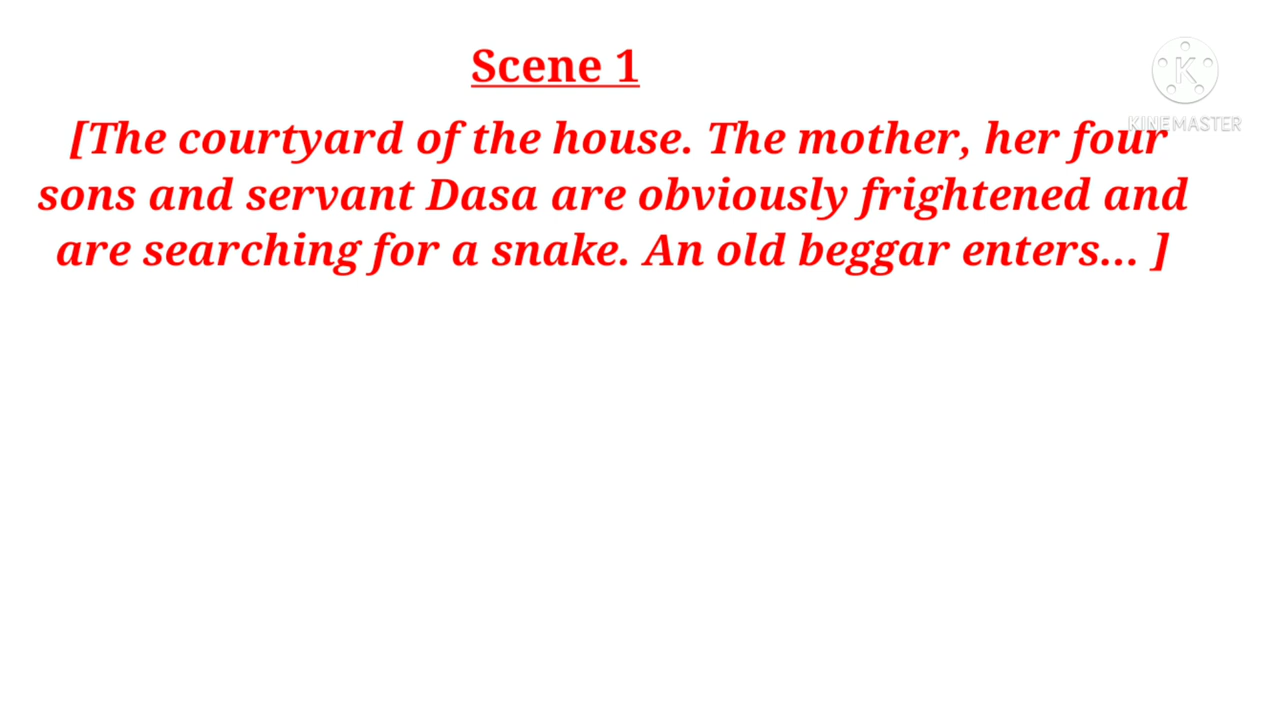 Scene 1
[The courtyard of the house. The mother, her four
sons and servant Dasa are obviously frightened and
are searching for a snake. An old beggar enters... ]
K
KINEMASTER